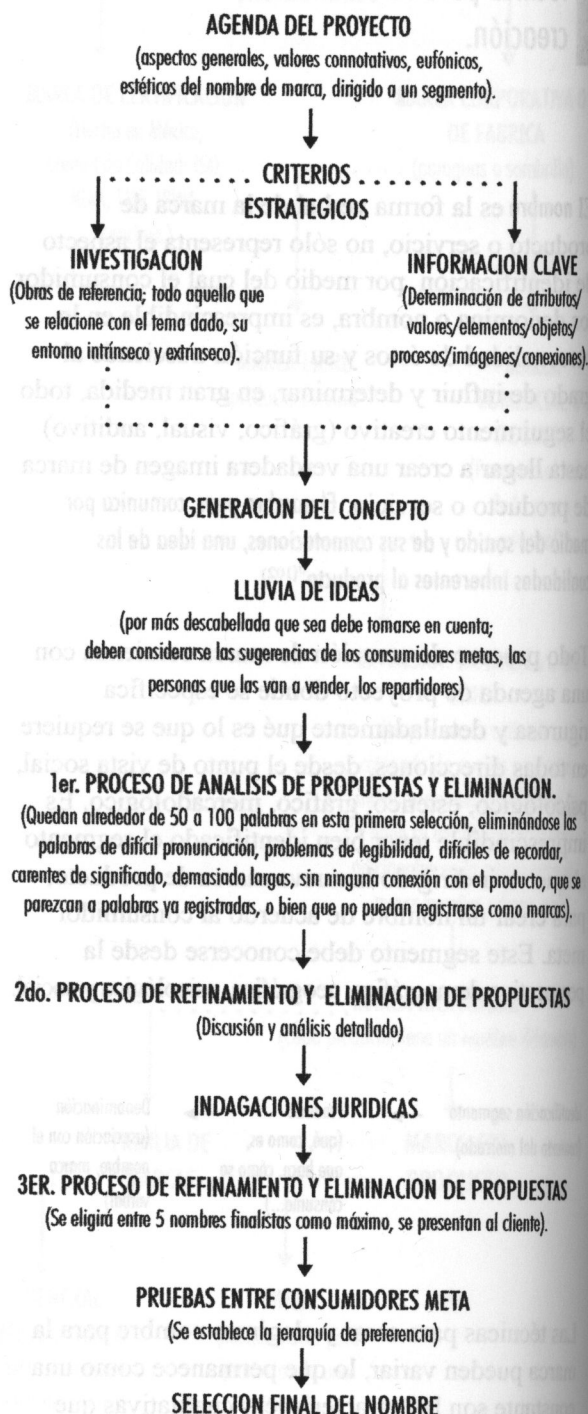 creación.
AGENDA DEL PROYECTO
(aspectos generales, valores connotativos, eufónicos,
estéticos del nombre de marca, dirigido a un segmento).
CRITERIOS
ESTRATEGICOS
INVESTIGACION
(Obras de referencia; todo aquello que
se relacione con el tema dado, su
entorno intrínseco y extrínseco).
INFORMACION CLAVE
(Determinación de atributos/
valores/elementos/objetos/
procesos/imágenes/conexiones).
GENERACION DEL CONCEPTO
LLUVIA DE IDEAS
(por más descabellada que sea debe tomarse en cuenta;
deben considerarse las sugerencias de los consumidores metas, las
personas que las van a vender, los repartidores)
1er. PROCESO DE ANALISIS DE PROPUESTAS Y ELIMINACION.
(Quedan alrededor de 50 a 100 palabras en esta primera selección, eliminándose las
palabras de difícil pronunciación, problemas de legibilidad, difíciles de recordar,
carentes de significado, demasiado largas, sin ninguna conexión con el producto, que se
parezcan a palabras ya registradas, o bien que no puedan registrarse como marcas).
2do. PROCESO DE REFINAMIENTO Y ELIMINACION DE PROPUESTAS
(Discusión y análisis detallado)
INDAGACIONES JURIDICAS
3ER. PROCESO DE REFINAMIENTO Y ELIMINACION DE PROPUESTAS
(Se eligirá entre 5 nombres finalistas como máximo, se presentan al cliente).
PRUEBAS ENTRE CONSUMIDORES META
(Se establece la jerarquía de preferencia)
SELECCION FINAL DEL NOMBRE